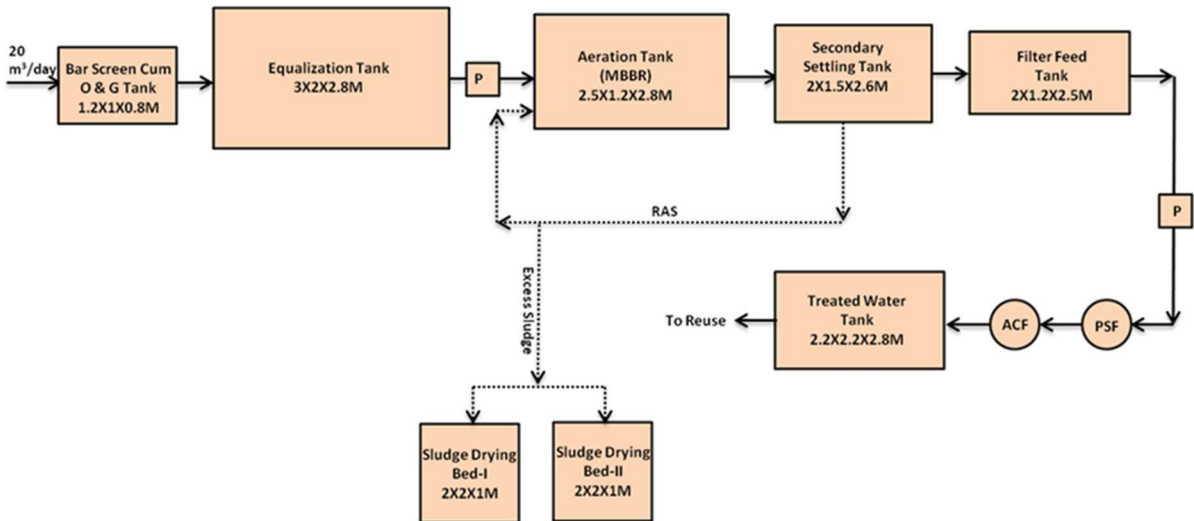 20
m³/day
Bar Screen Cum
O & G Tank
1.2X1X0.8M
Equalization Tank
3X2X2.8M
P
Aeration Tank
(MBBR)
2.5X1.2X2.8M
Secondary
Settling Tank
2X1.5X2.6M
Filter Feed
Tank
2X1.2X2.5M
RAS
P
Excess Sludge
To Reuse
Treated Water
Tank
2.2X2.2X2.8M
ACF
PSF
Sludge Drying
Bed-I
2X2X1M
Sludge Drying
Bed-II
2X2X1M